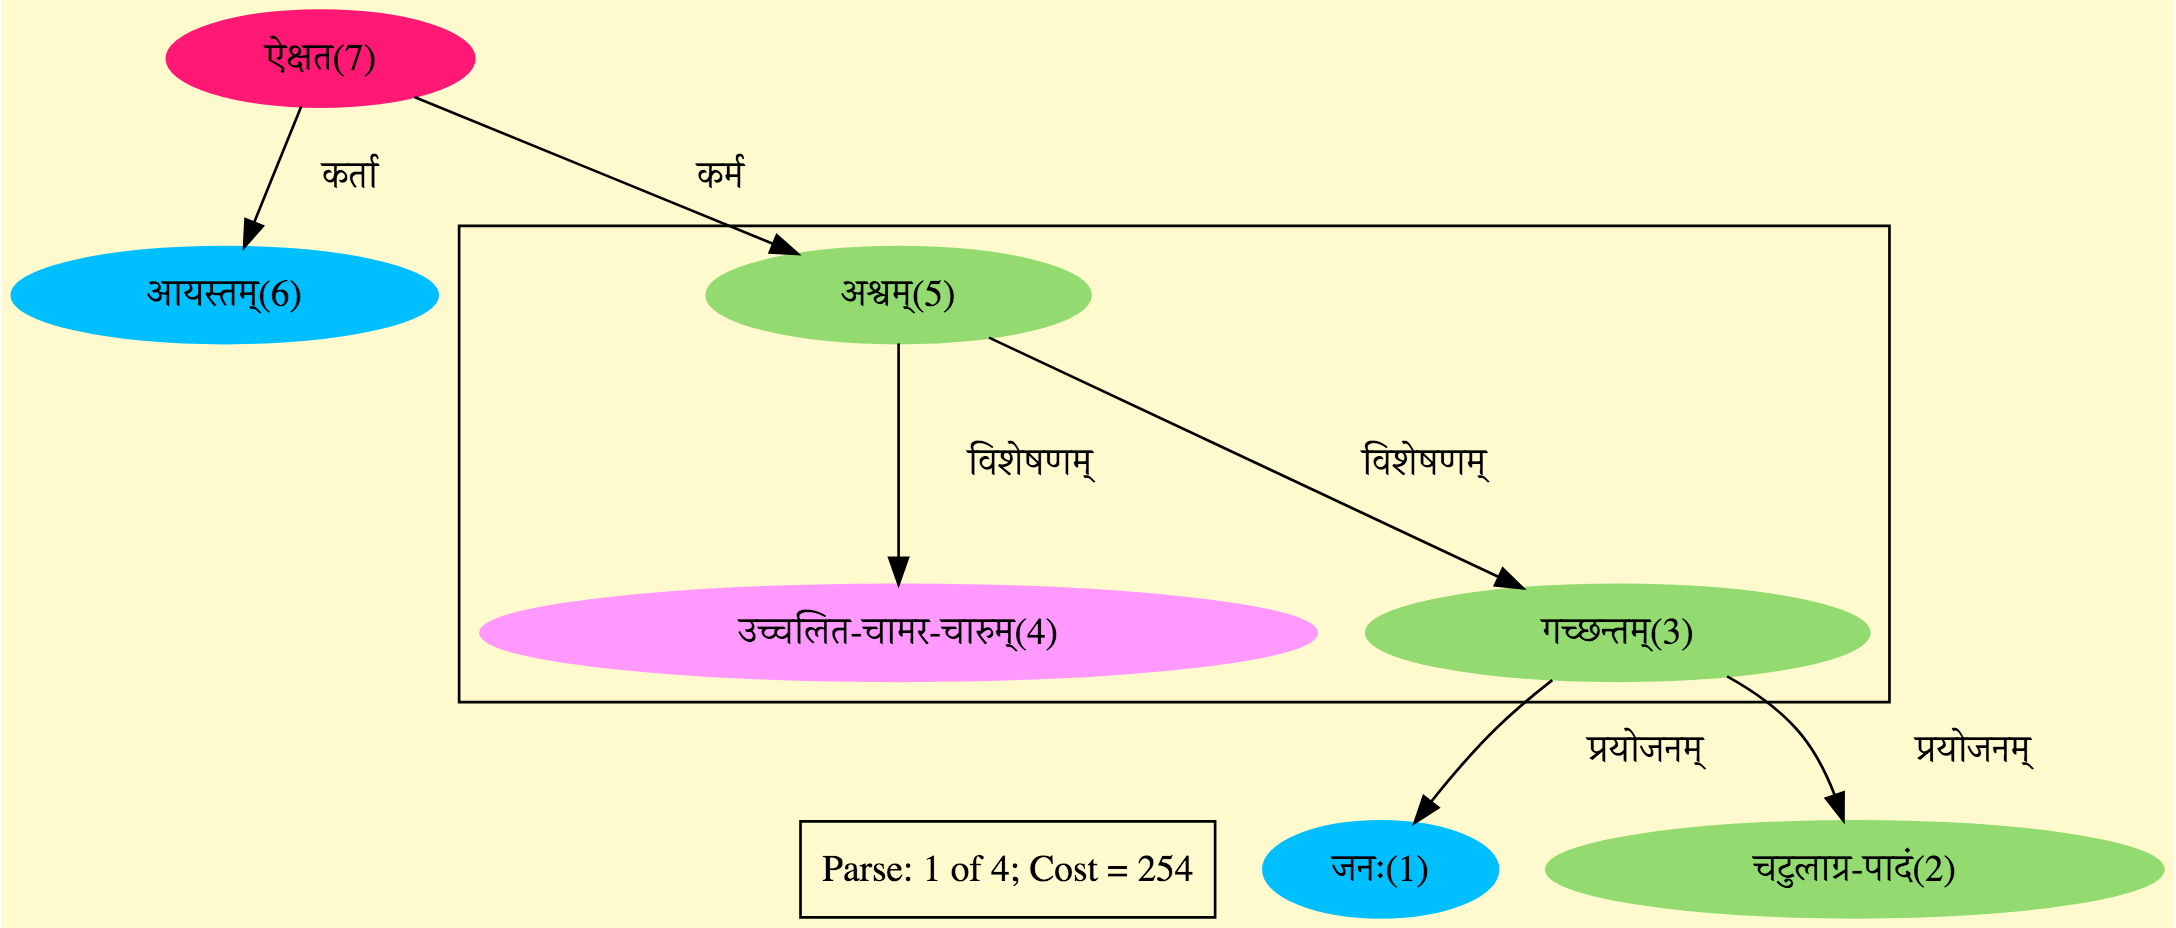 ऐक्षत(7)
कर्ता
कर्म
आयस्तम्(6)
अश्वम्(5)
विशेषणम्
विशेषणम्
उच्चलित-चामर-चारुम्(4)
गच्छन्तम्(3)
प्रयोजनम्
प्रयोजनम्
Parse: 1 of 4; Cost = 254
जनः(1)
चटुलाग्र-पादं(2)